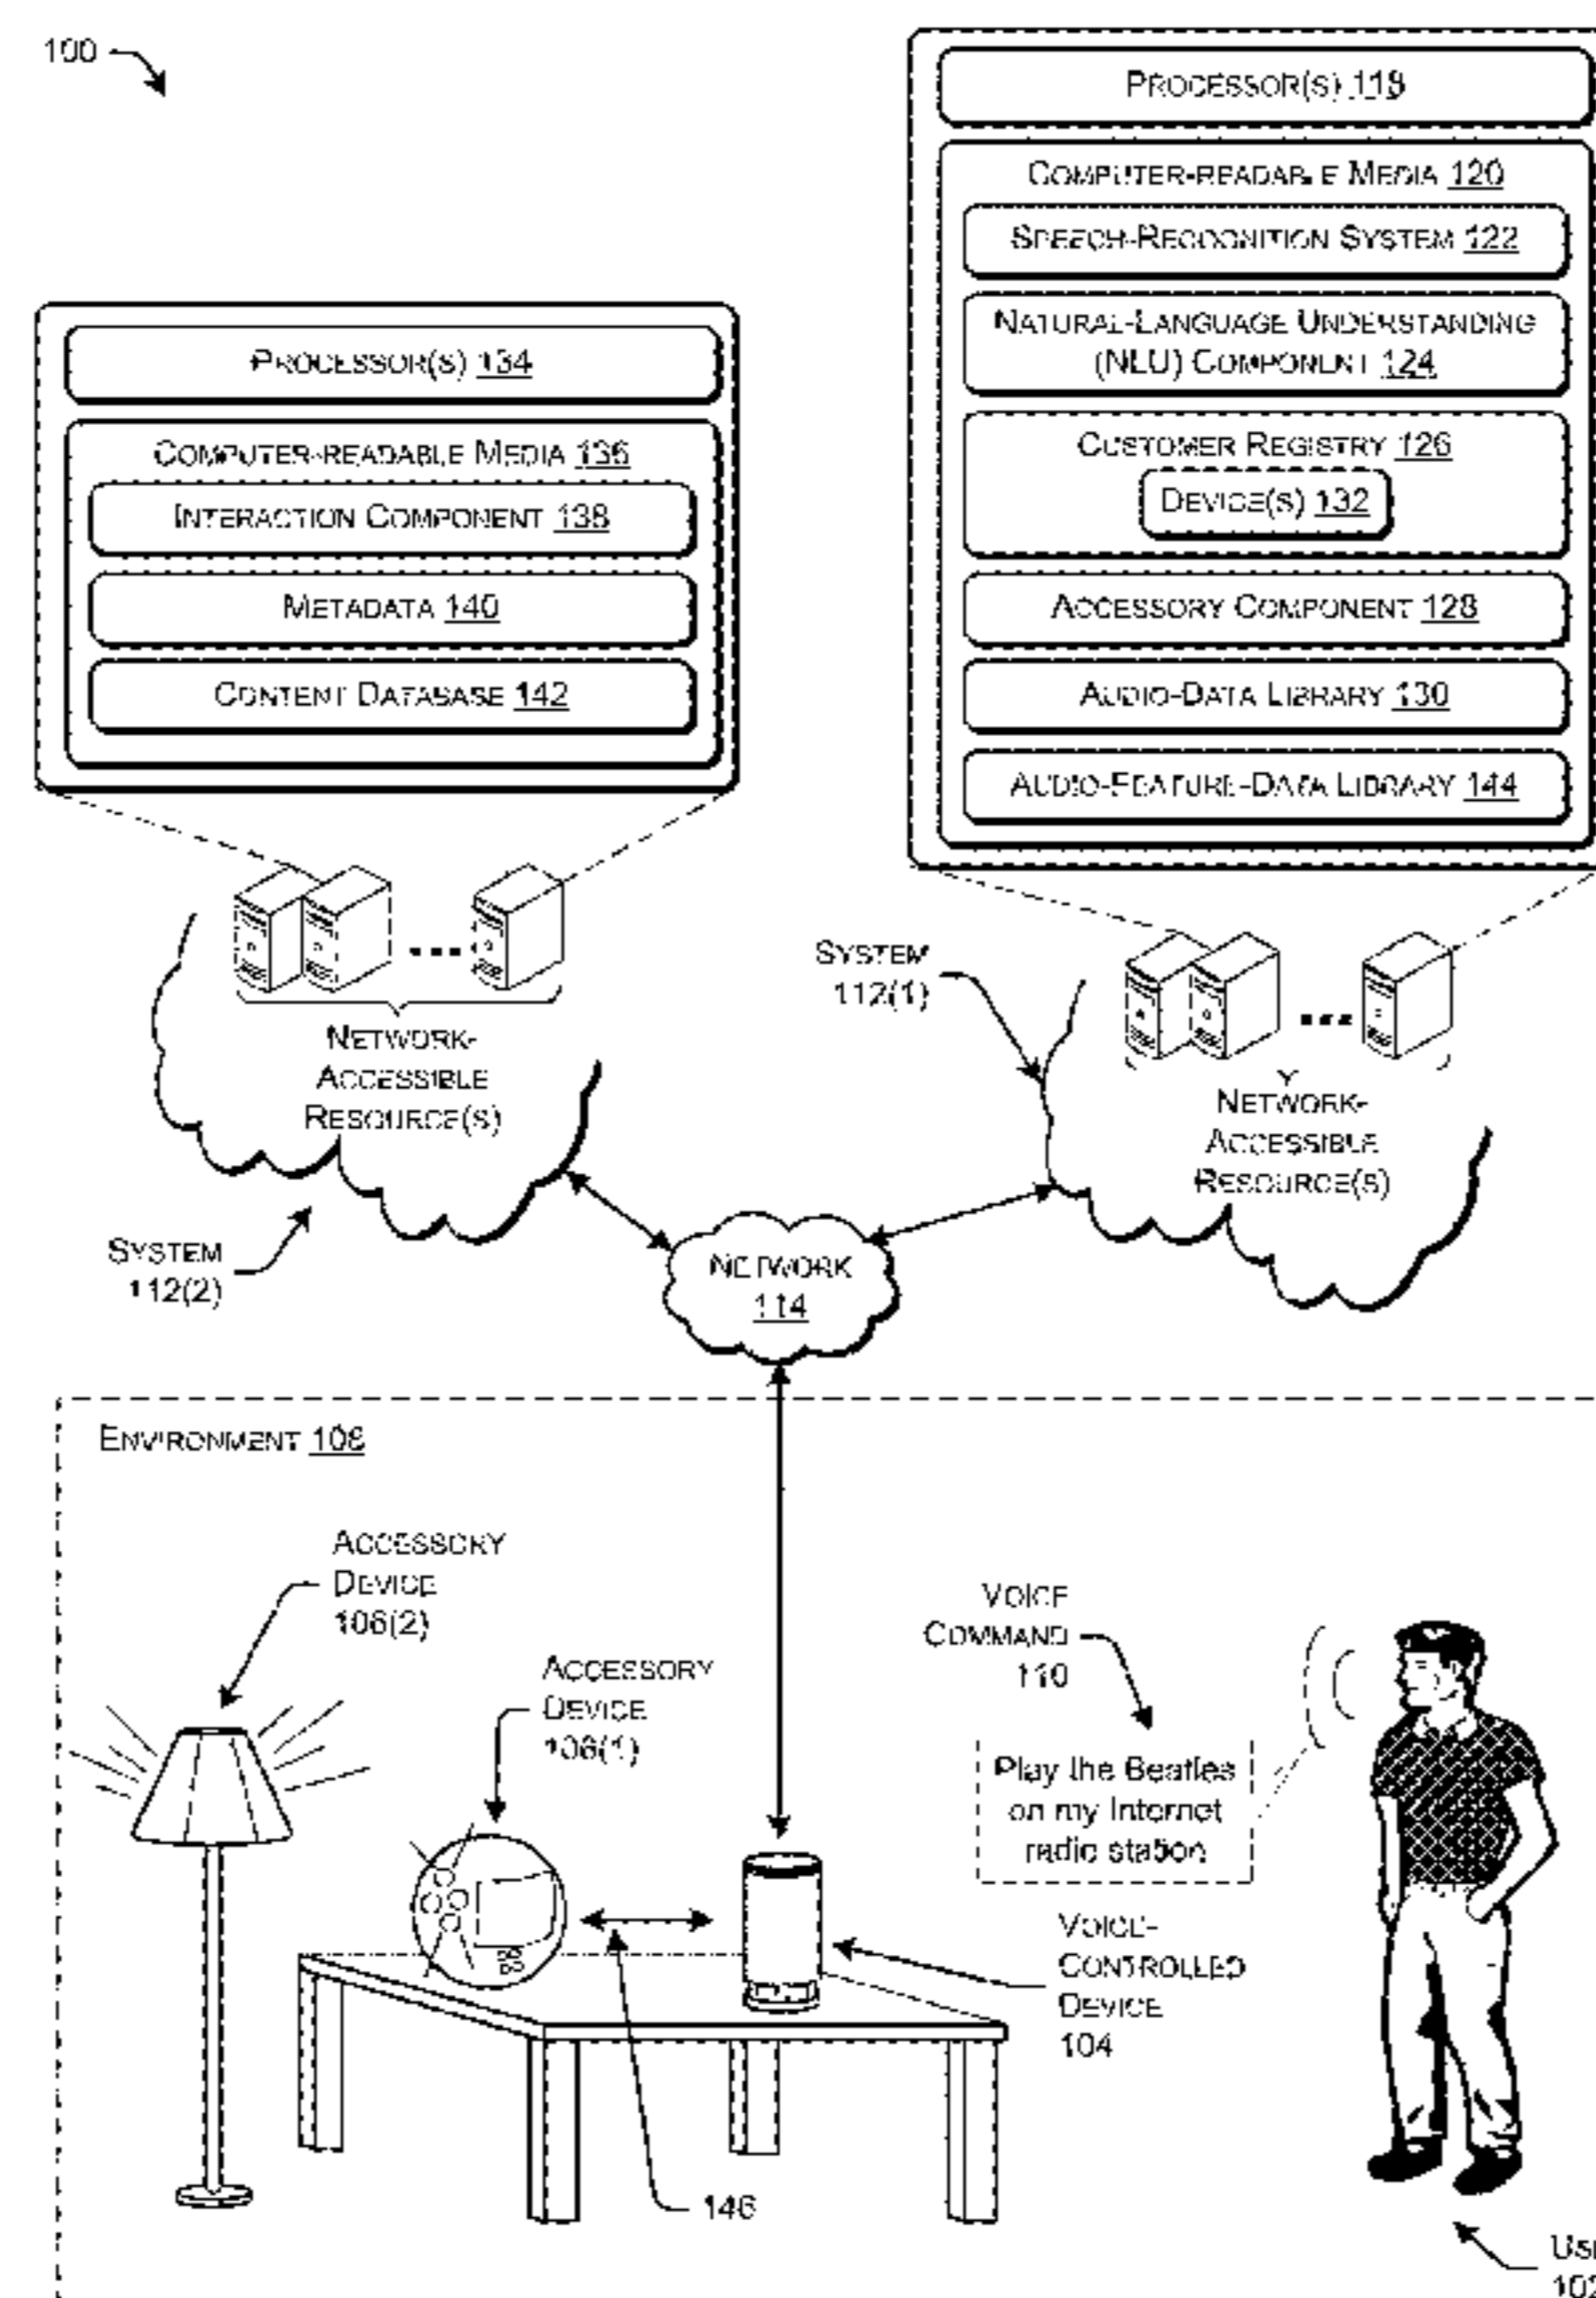 100
PROCESSOR(S) 118
COMPUTER-READABLE MEDIA 120
SPEECH-RECOGNITION SYSTEM 122
NATURAL-LANGUAGE UNDERSTANDING
(NLU) COMPONENT 124
CUSTOMER REGISTRY 126
DEVICE(S) 132
ACCESSORY COMPONENT 128
AUDIO-DATA LIBRARY 130
AUDIO-FEATURE-DATA LIBRARY 144
PROCESSOR(S) 134
COMPUTER-READABLE MEDIA 136
INTERACTION COMPONENT 138
METADATA 140
CONTENT DATABASE 142
NETWORK-
ACCESSIBLE
RESOURCE(S)
SYSTEM
112(2)
SYSTEM
112(1)
NETWORK-
ACCESSIBLE
RESOURCE(S)
NETWORK
114
ENVIRONMENT 108
ACCESSORY
DEVICE
106(2)
ACCESSORY
DEVICE
106(1)
VOICE
COMMAND
110
Play the Beatles
on my Internet
radio station
VOICE-
CONTROLLED
DEVICE
104
146
102